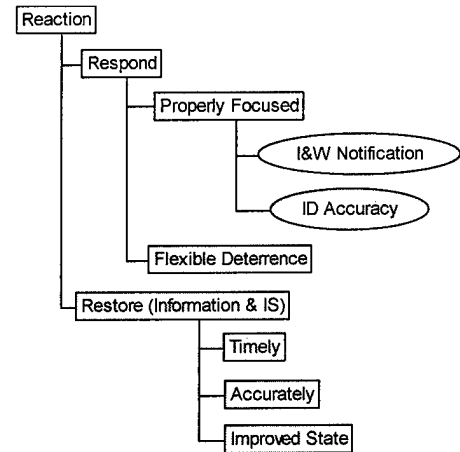 Reaction
Respond
Properly Focused
I&W Notification
ID Accuracy
Flexible Deterrence
Restore (Information & IS)
Timely
Accurately
Improved State